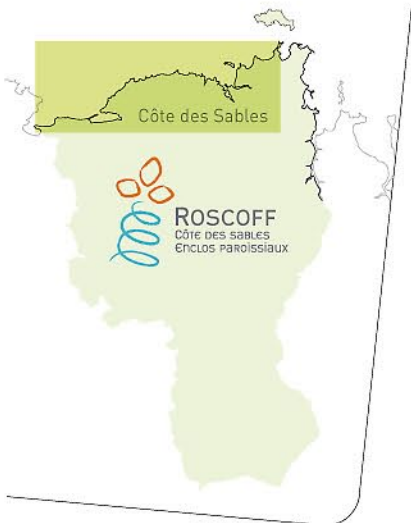 Côte des Sables
ROSCOFF
CÔTE DES SABLES
ENCLOS PAROISSIAUX